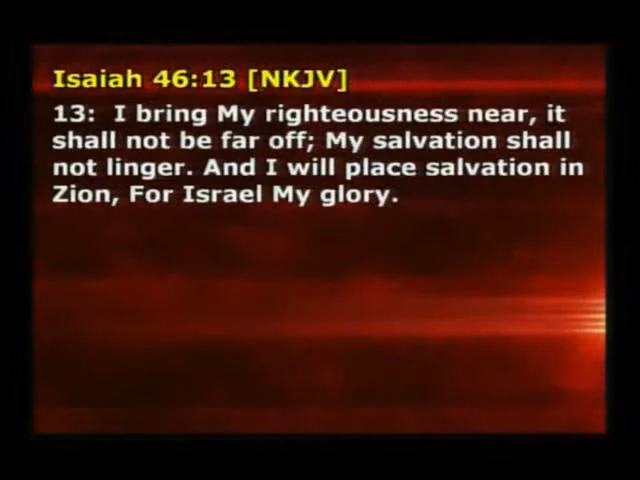 Isaiah 46:13 [NKJV]
13: I bring My righteousness near, it
shall not be far off; My salvation shall
not linger. And I will place salvation in
Zion, For Israel My glory.